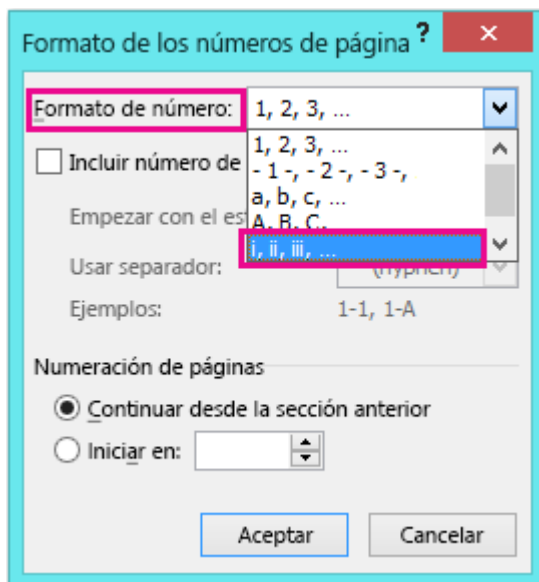 Formato de los números de página ?
Formato de número: 1, 2, 3, ...
1, 2, 3, ...
Incluir número de
- 1 -, - 2 -, - 3 -,
a, b, c, ...
Empezar con el es
A, B, C,
i, ii, iii, ...
Usar separador: (hyphen)
Ejemplos: 1-1, 1-A
Numeración de páginas
Continuar desde la sección anterior
Iniciar en:
Aceptar Cancelar